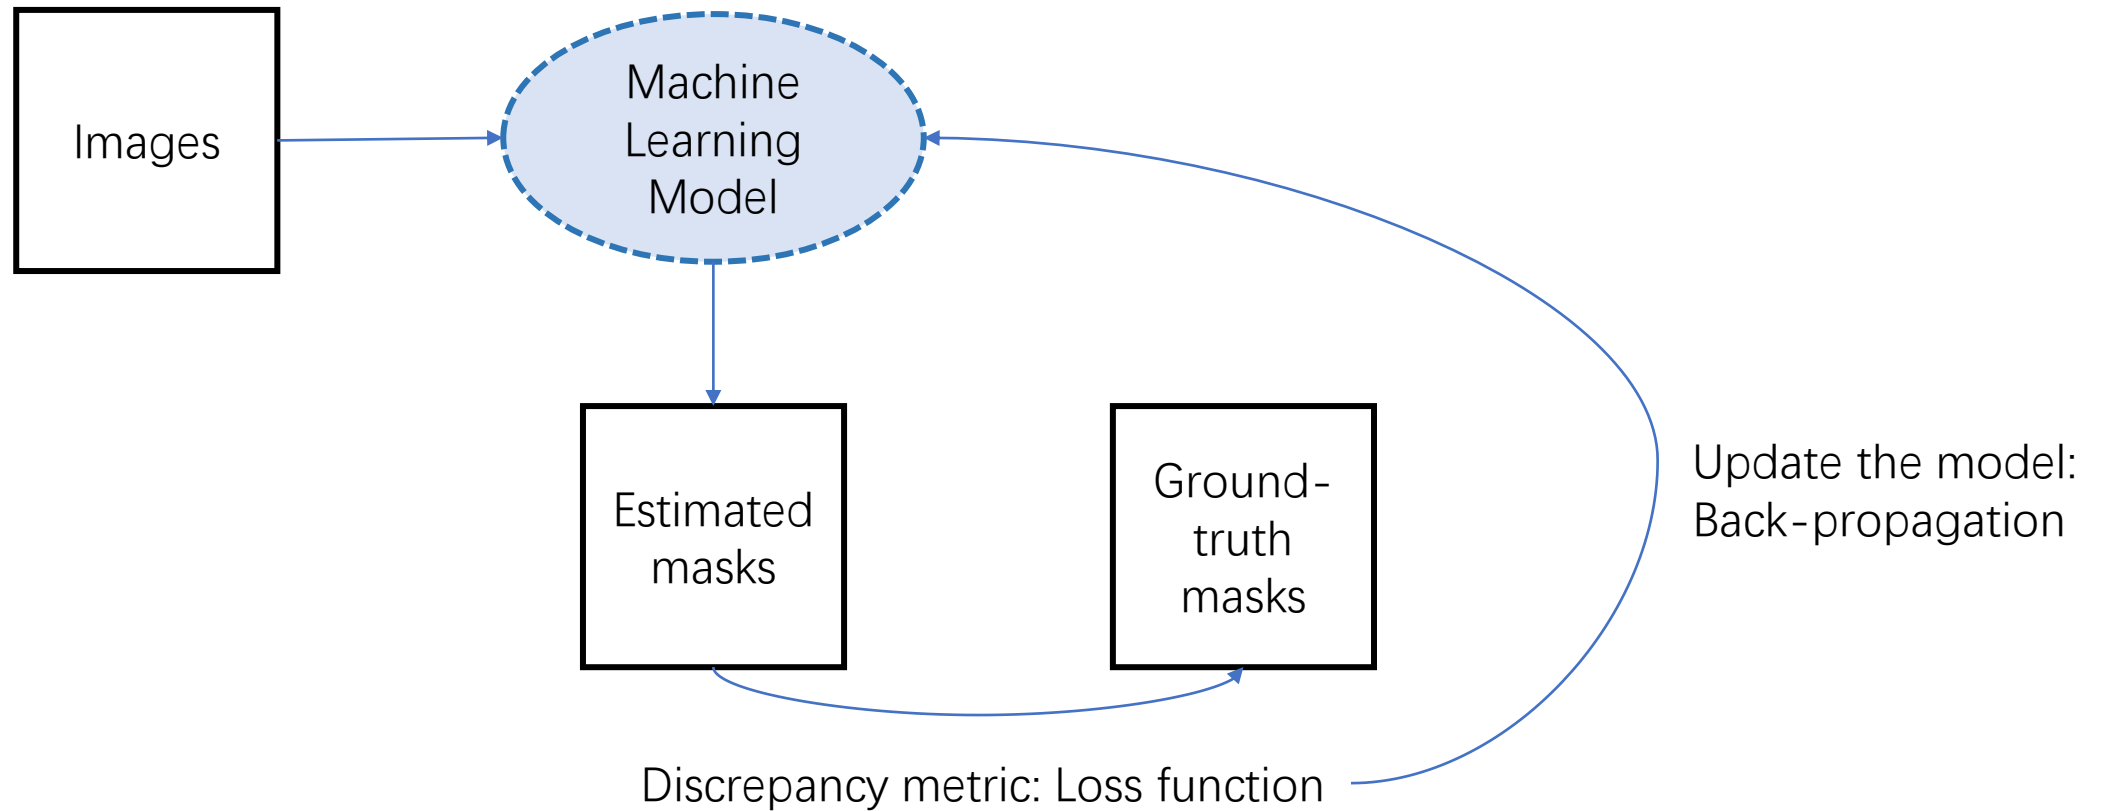 Images
Machine
Learning
Model
Estimated
masks
Ground-
truth
masks
Update the model:
Back-propagation
Discrepancy metric: Loss function